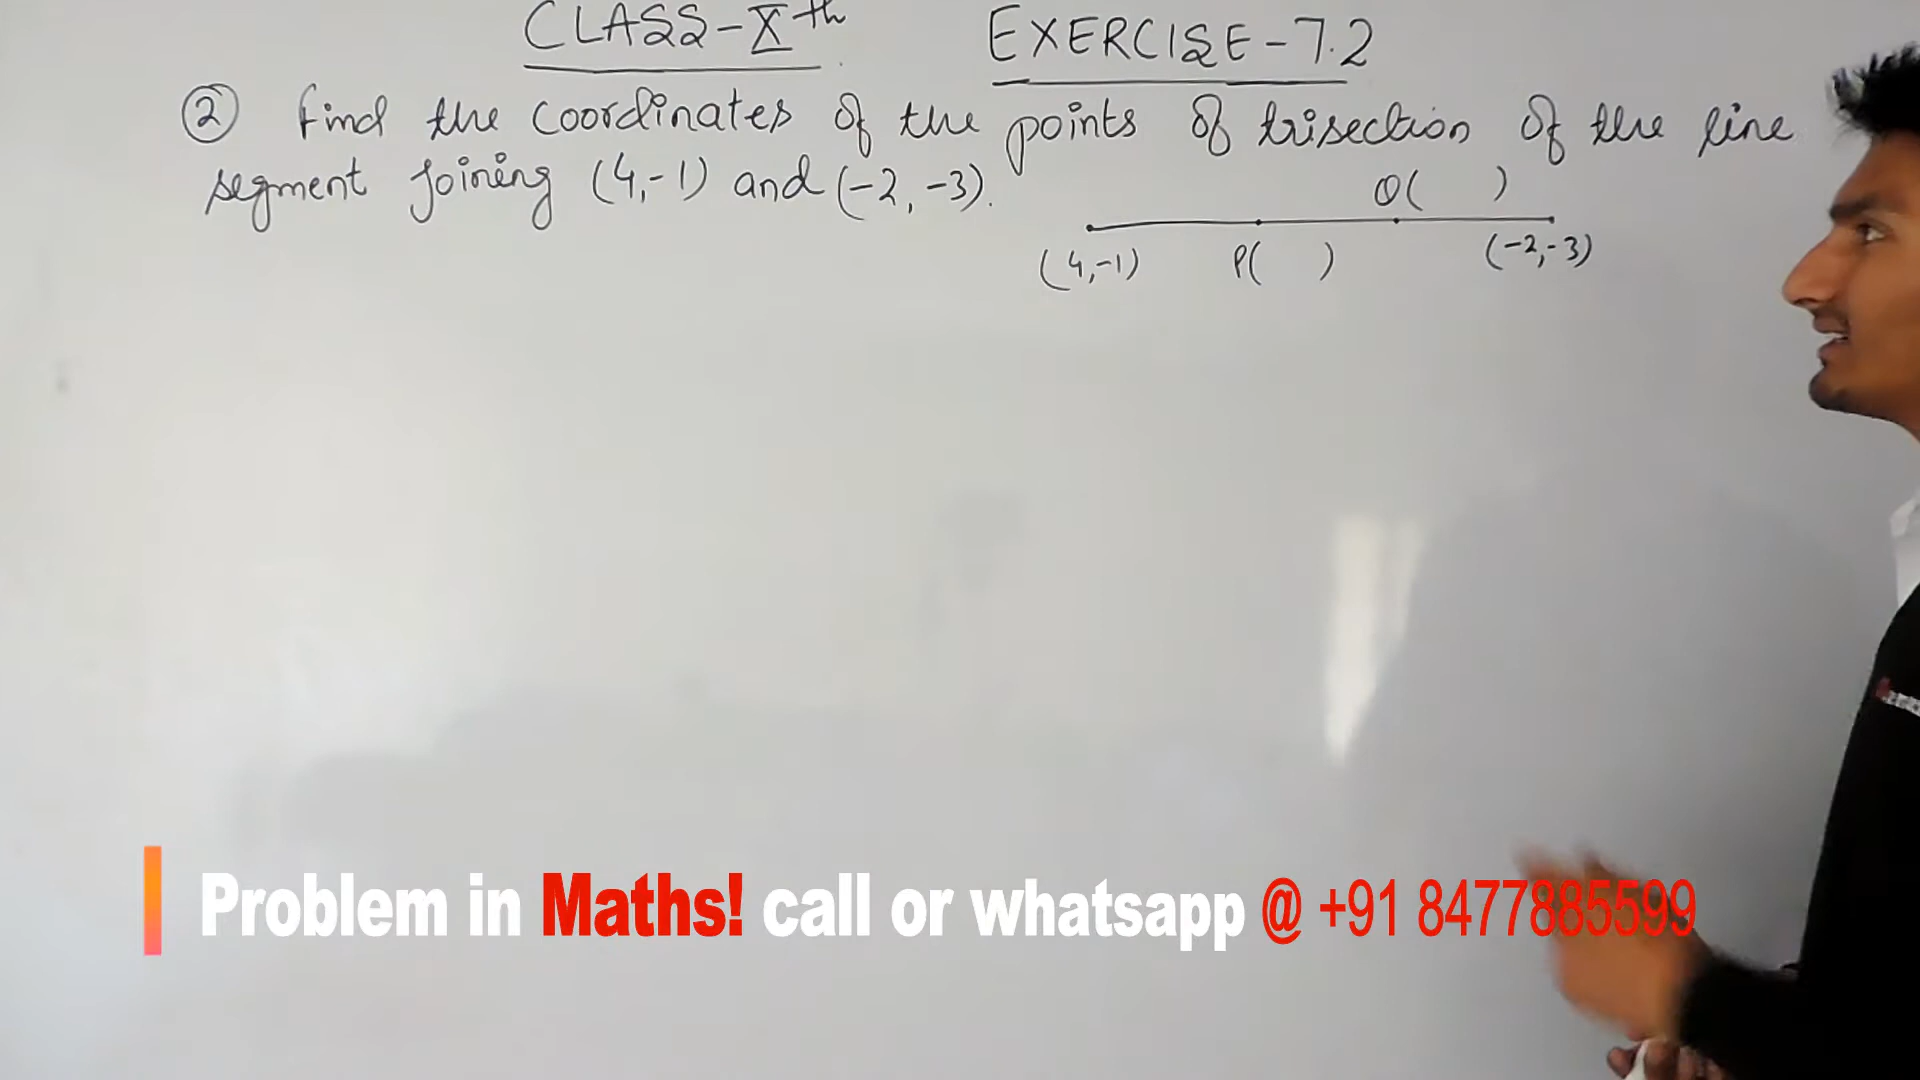 CLASS-Xth EXERCISE-7.2
② Find the coordinates of the points of trisection of the line
segment joining (4,-1) and (-2,-3).
Q( )
(4,-1) P( ) (-2,-3)
Problem in Maths! call or whatsapp @ +91 8477885599